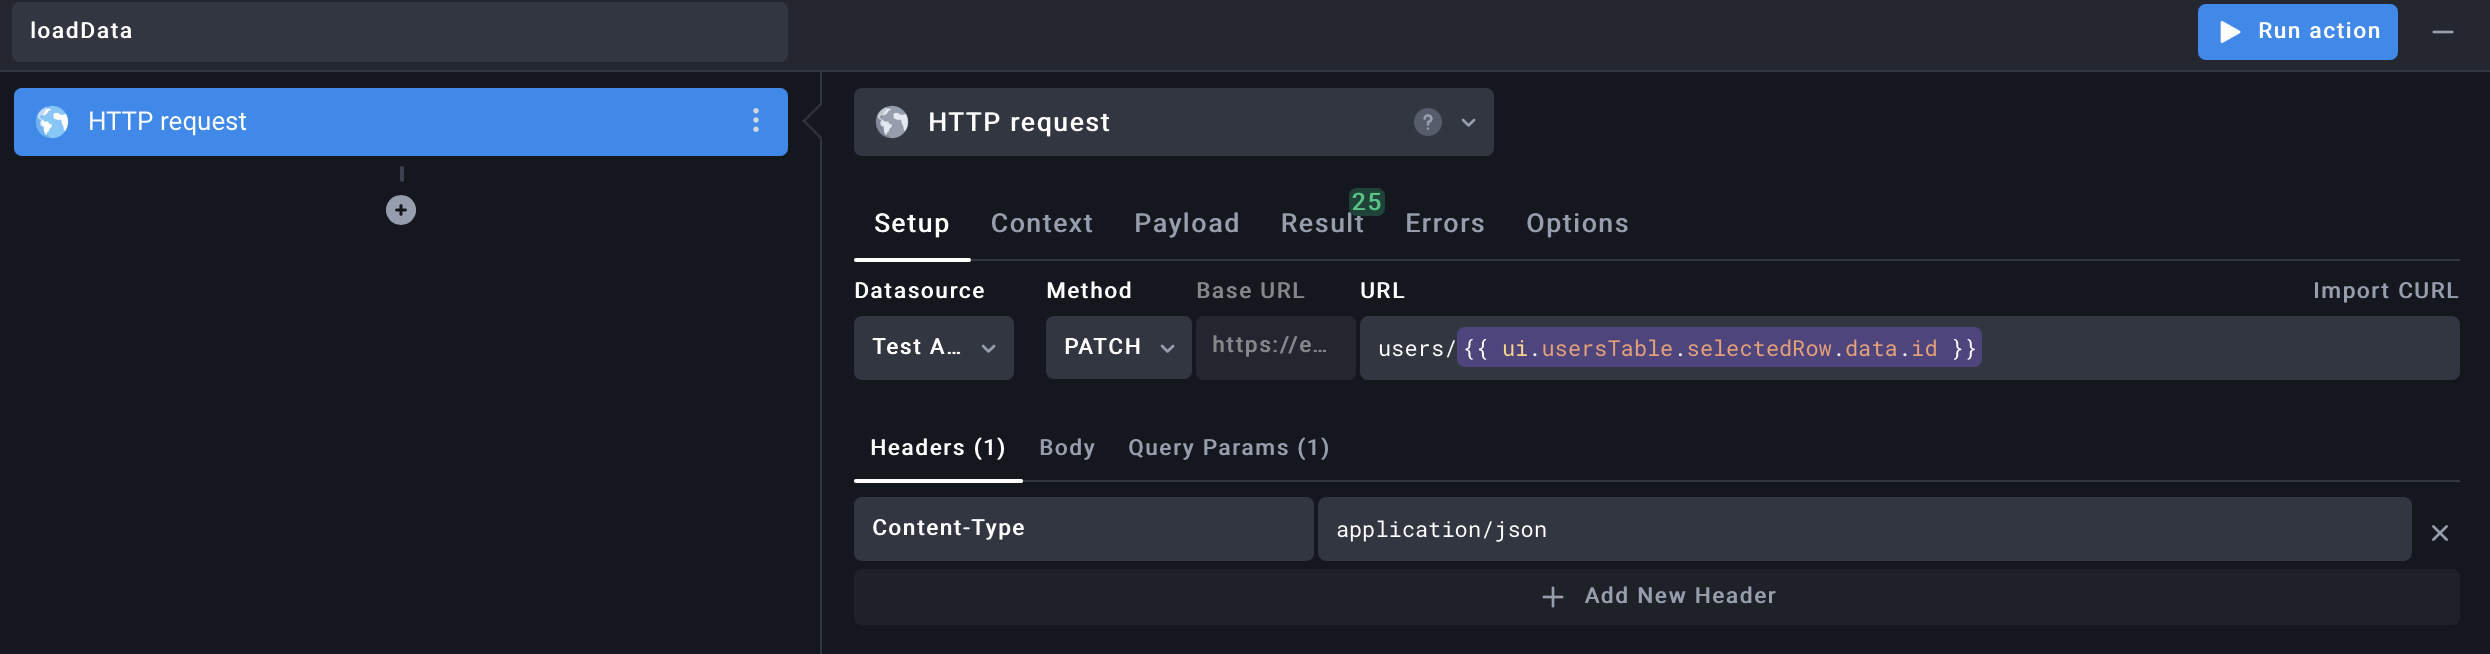 loadData
Run action
HTTP request
HTTP request
?
Setup Context Payload Result 25 Errors Options
Datasource Method Base URL URL Import CURL
Test A... PATCH https://e... users/{{ ui.usersTable.selectedRow.data.id }}
Headers (1) Body Query Params (1)
Content-Type application/json
Add New Header